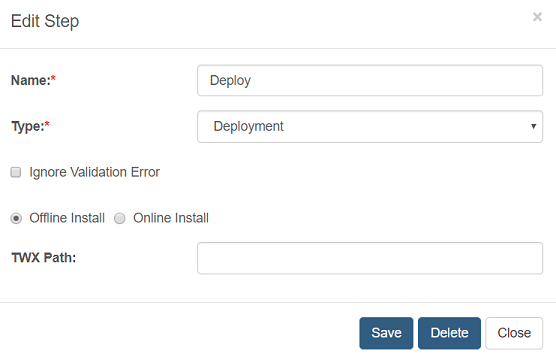 Edit Step
×
Name:*
Deploy
Type:*
Deployment
Ignore Validation Error
Offline Install Online Install
TWX Path:
Save Delete Close